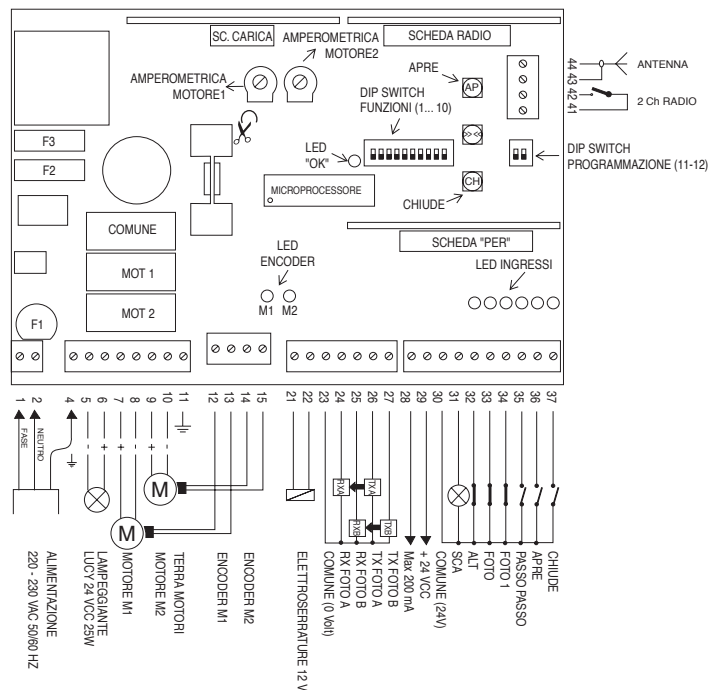 SC. CARICA
AMPEROMETRICA
MOTORE2
SCHEDA RADIO
AMPEROMETRICA
MOTORE1
APRE
AP
44
43
42
41
ANTENNA
2 Ch RADIO
DIP SWITCH
FUNZIONI (1... 10)
>><<
F3
F2
LED
"OK"
DIP SWITCH
PROGRAMMAZIONE (11-12)
MICROPROCESSORE
CH
CHIUDE
COMUNE
MOT 1
MOT 2
SCHEDA "PER"
LED
ENCODER
LED INGRESSI
M1 M2
F1
1 2 4 5 6 7 8 9 10 11 12 13 14 15 21 22 23 24 25 26 27 28 29 30 31 32 33 34 35 36 37
FASE
NEUTRO
- + + - + -
RXA
TXA
RXB
TXB
M
M
ALIMENTAZIONE
220 - 230 VAC 50/60 HZ
LAMPEGGIANTE
LUCY 24 VCC 25W
MOTORE M1
MOTORE M2
TERRA MOTORI
ENCODER M1
ENCODER M2
ELETTROSERRATURE 12 V
COMUNE (0 Volt)
RX FOTO A
RX FOTO B
TX FOTO A
TX FOTO B
Max 200 mA
+ 24 VCC
COMUNE (24V)
SCA
ALT
FOTO
FOTO 1
PASSO PASSO
APRE
CHIUDE